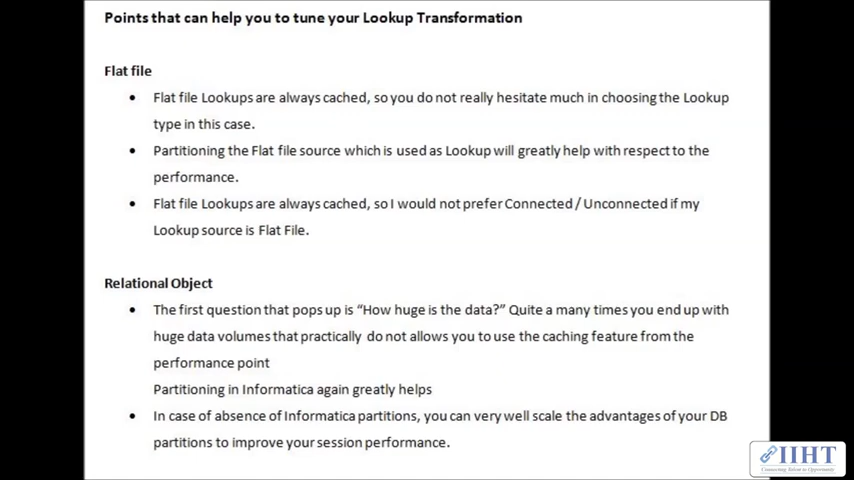 Points that can help you to tune your Lookup Transformation
Flat file
• Flat file Lookups are always cached, so you do not really hesitate much in choosing the Lookup
type in this case.
• Partitioning the Flat file source which is used as Lookup will greatly help with respect to the
performance.
• Flat file Lookups are always cached, so I would not prefer Connected / Unconnected if my
Lookup source is Flat File.
Relational Object
• The first question that pops up is “How huge is the data?” Quite a many times you end up with
huge data volumes that practically do not allows you to use the caching feature from the
performance point
Partitioning in Informatica again greatly helps
• In case of absence of Informatica partitions, you can very well scale the advantages of your DB
partitions to improve your session performance.
IIHT
Connecting Talent to Opportunity